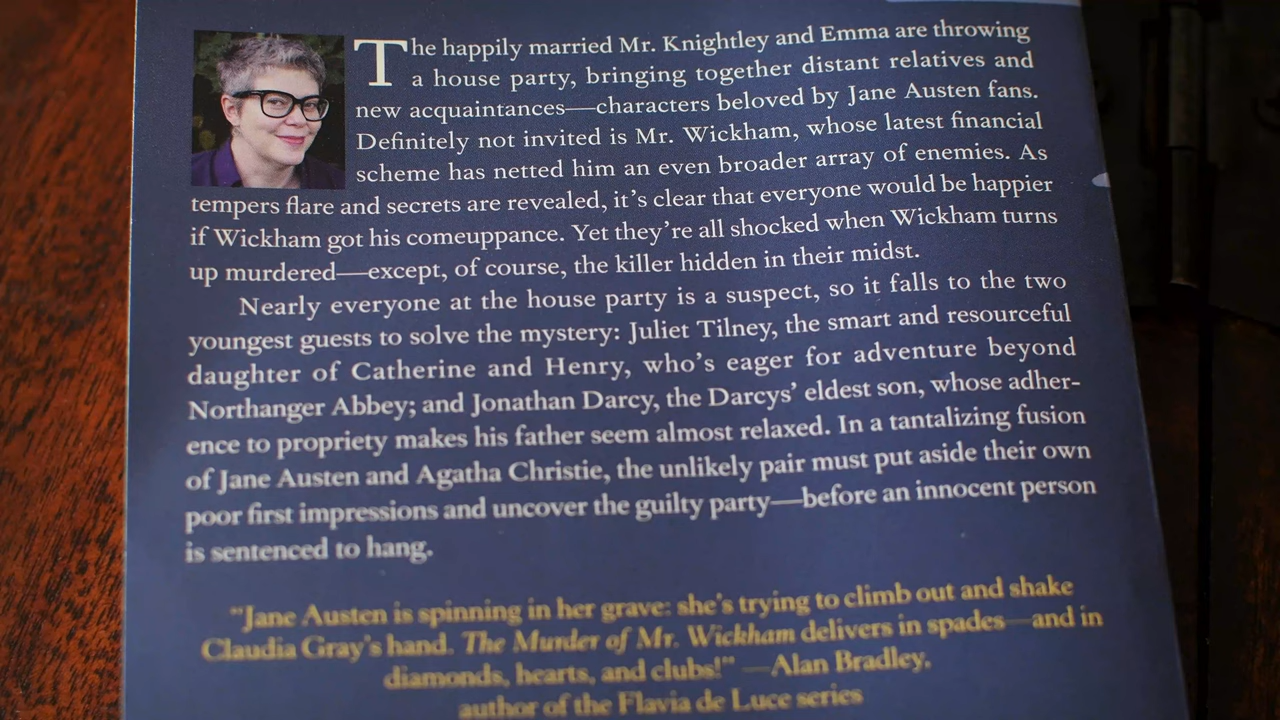 The happily married Mr. Knightley and Emma are throwing
a house party, bringing together distant relatives and
new acquaintances—characters beloved by Jane Austen fans.
Definitely not invited is Mr. Wickham, whose latest financial
scheme has netted him an even broader array of enemies. As
tempers flare and secrets are revealed, it's clear that everyone would be happier
if Wickham got his comeuppance. Yet they're all shocked when Wickham turns
up murdered—except, of course, the killer hidden in their midst.
Nearly everyone at the house party is a suspect, so it falls to the two
youngest guests to solve the mystery: Juliet Tilney, the smart and resourceful
daughter of Catherine and Henry, who's eager for adventure beyond
Northanger Abbey; and Jonathan Darcy, the Darcys' eldest son, whose adher-
ence to propriety makes his father seem almost relaxed. In a tantalizing fusion
of Jane Austen and Agatha Christie, the unlikely pair must put aside their own
poor first impressions and uncover the guilty party—before an innocent person
is sentenced to hang.
"Jane Austen is spinning in her grave: she's trying to climb out and shake
Claudia Gray's hand. The Murder of Mr. Wickham delivers in spades—and in
diamonds, hearts, and clubs!" —Alan Bradley,
author of the Flavia de Luce series